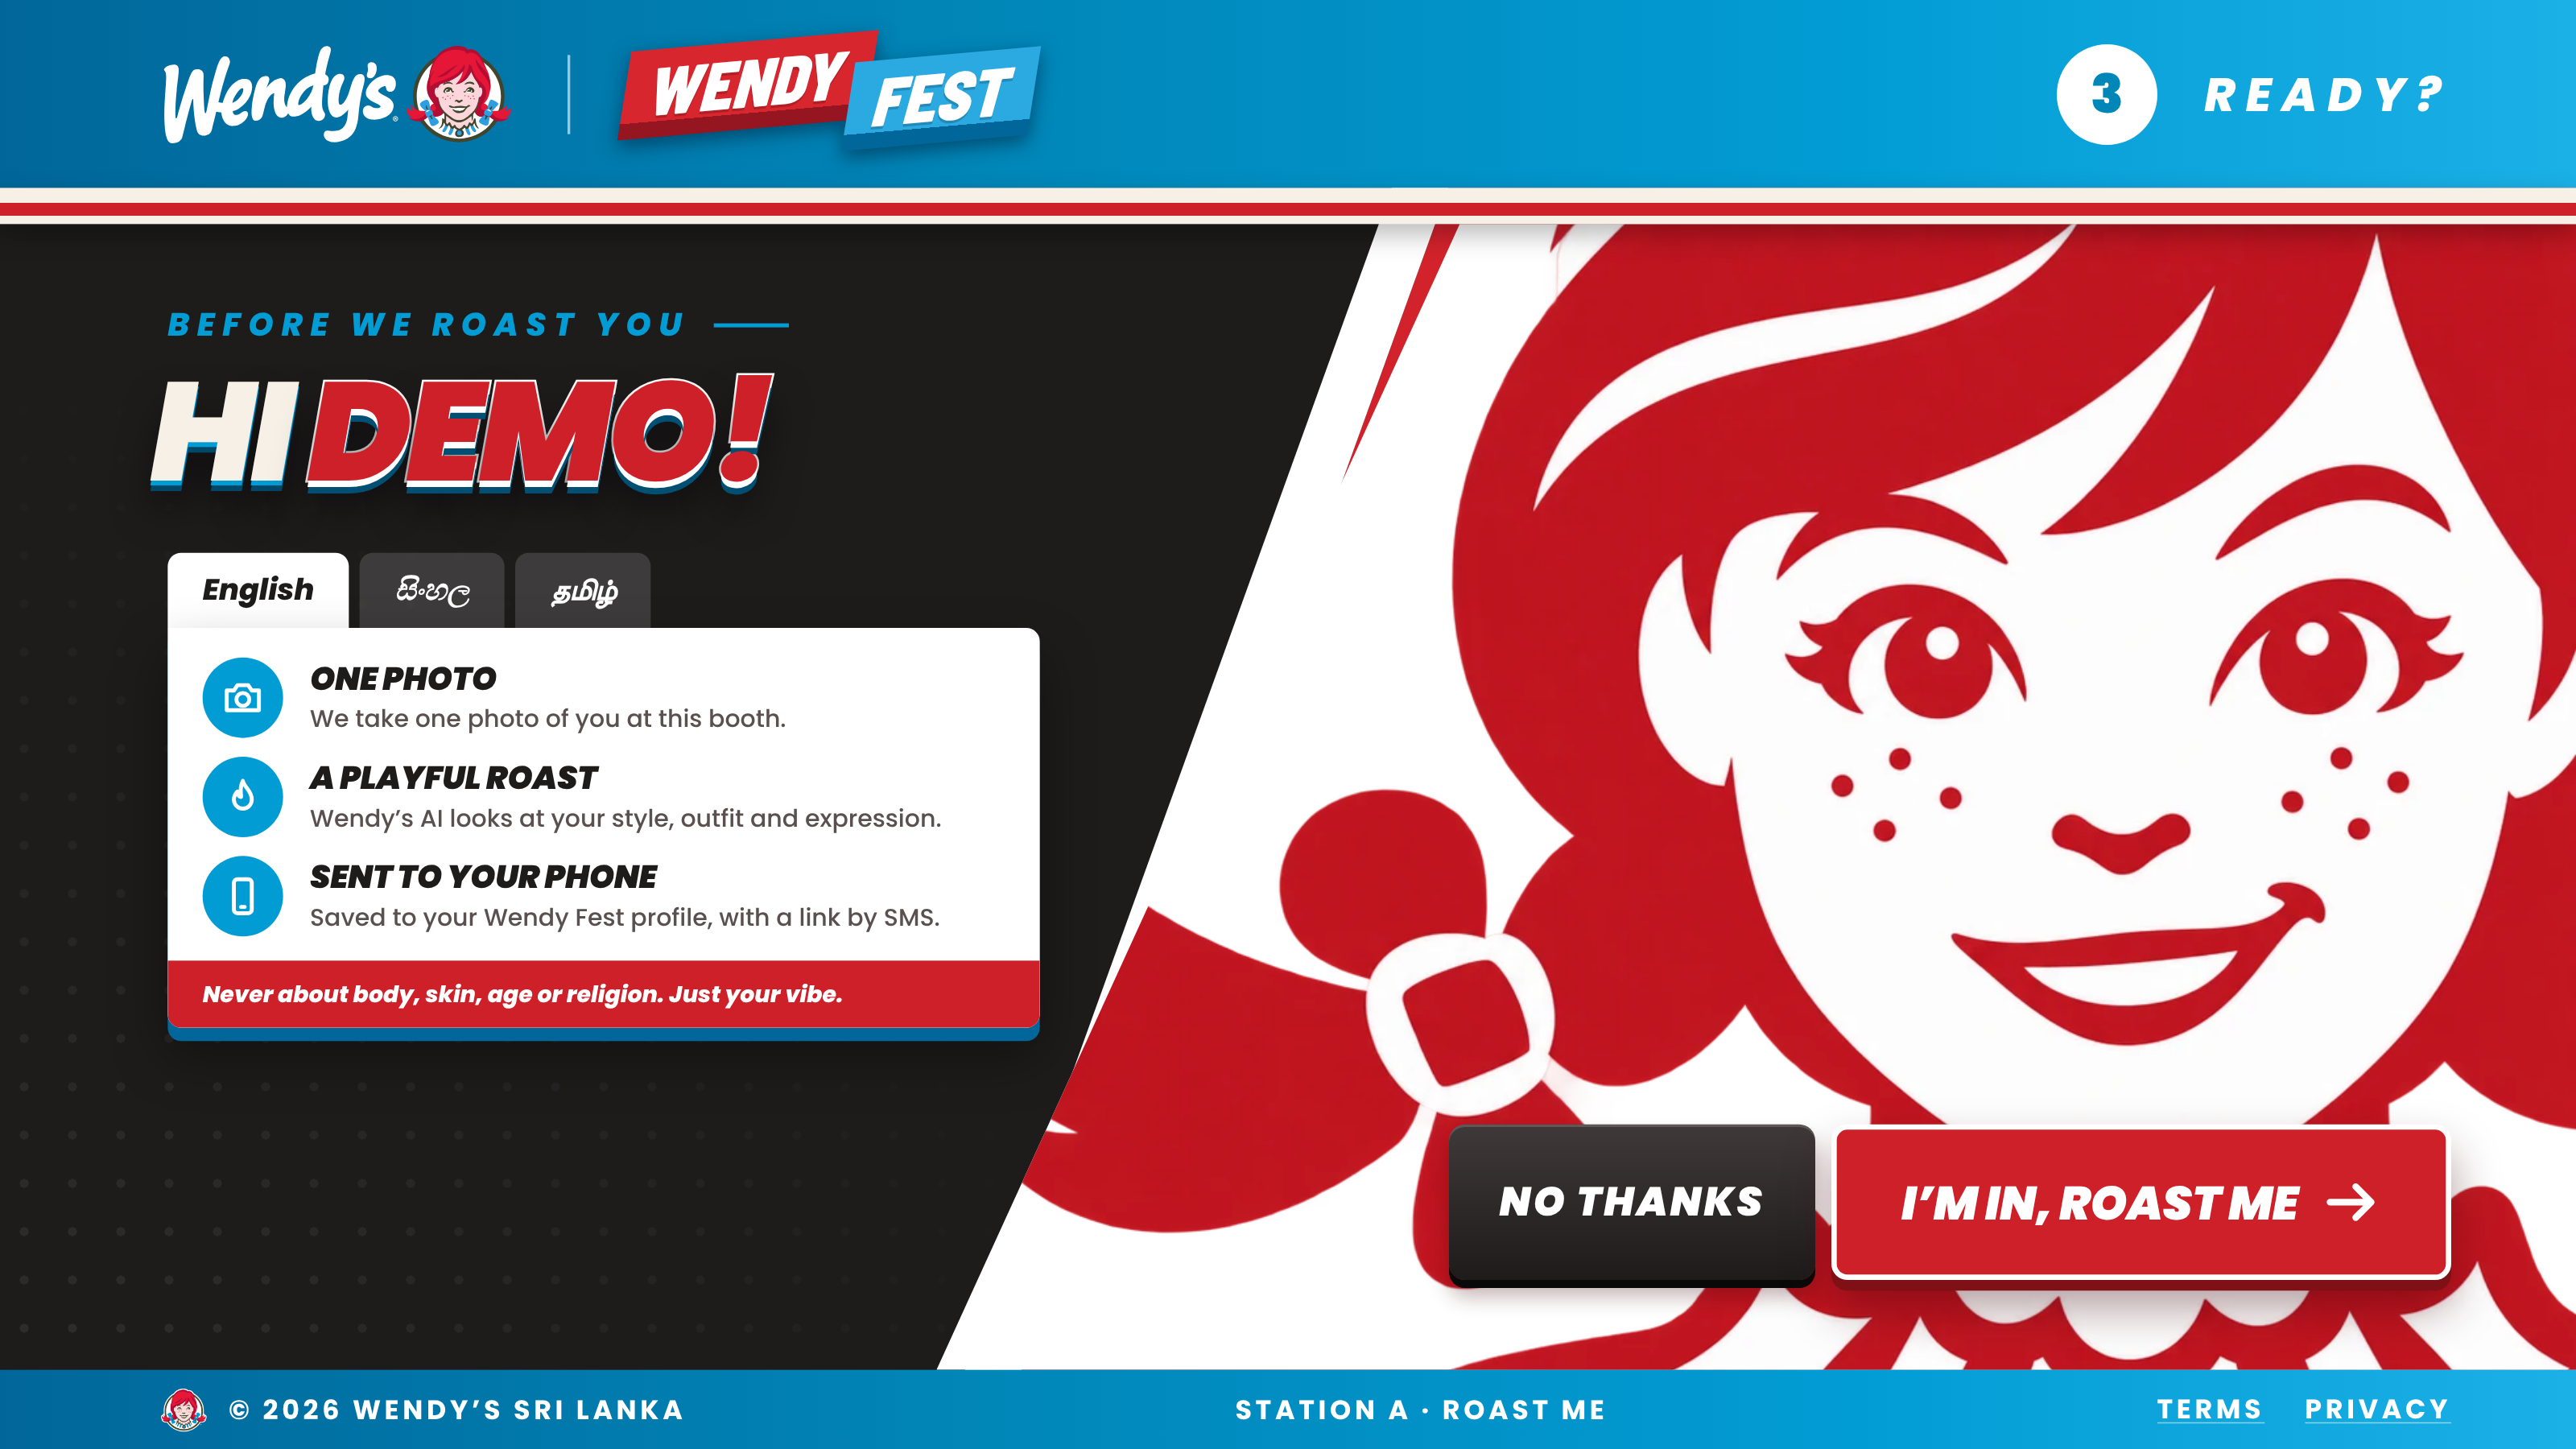 Wendy's
WENDY FEST
3 READY?
BEFORE WE ROAST YOU
HI DEMO!
English සිංහල தமிழ்
ONE PHOTO
We take one photo of you at this booth.
A PLAYFUL ROAST
Wendy’s AI looks at your style, outfit and expression.
SENT TO YOUR PHONE
Saved to your Wendy Fest profile, with a link by SMS.
Never about body, skin, age or religion. Just your vibe.
NO THANKS
I’M IN, ROAST ME →
© 2026 WENDY’S SRI LANKA
STATION A · ROAST ME
TERMS PRIVACY